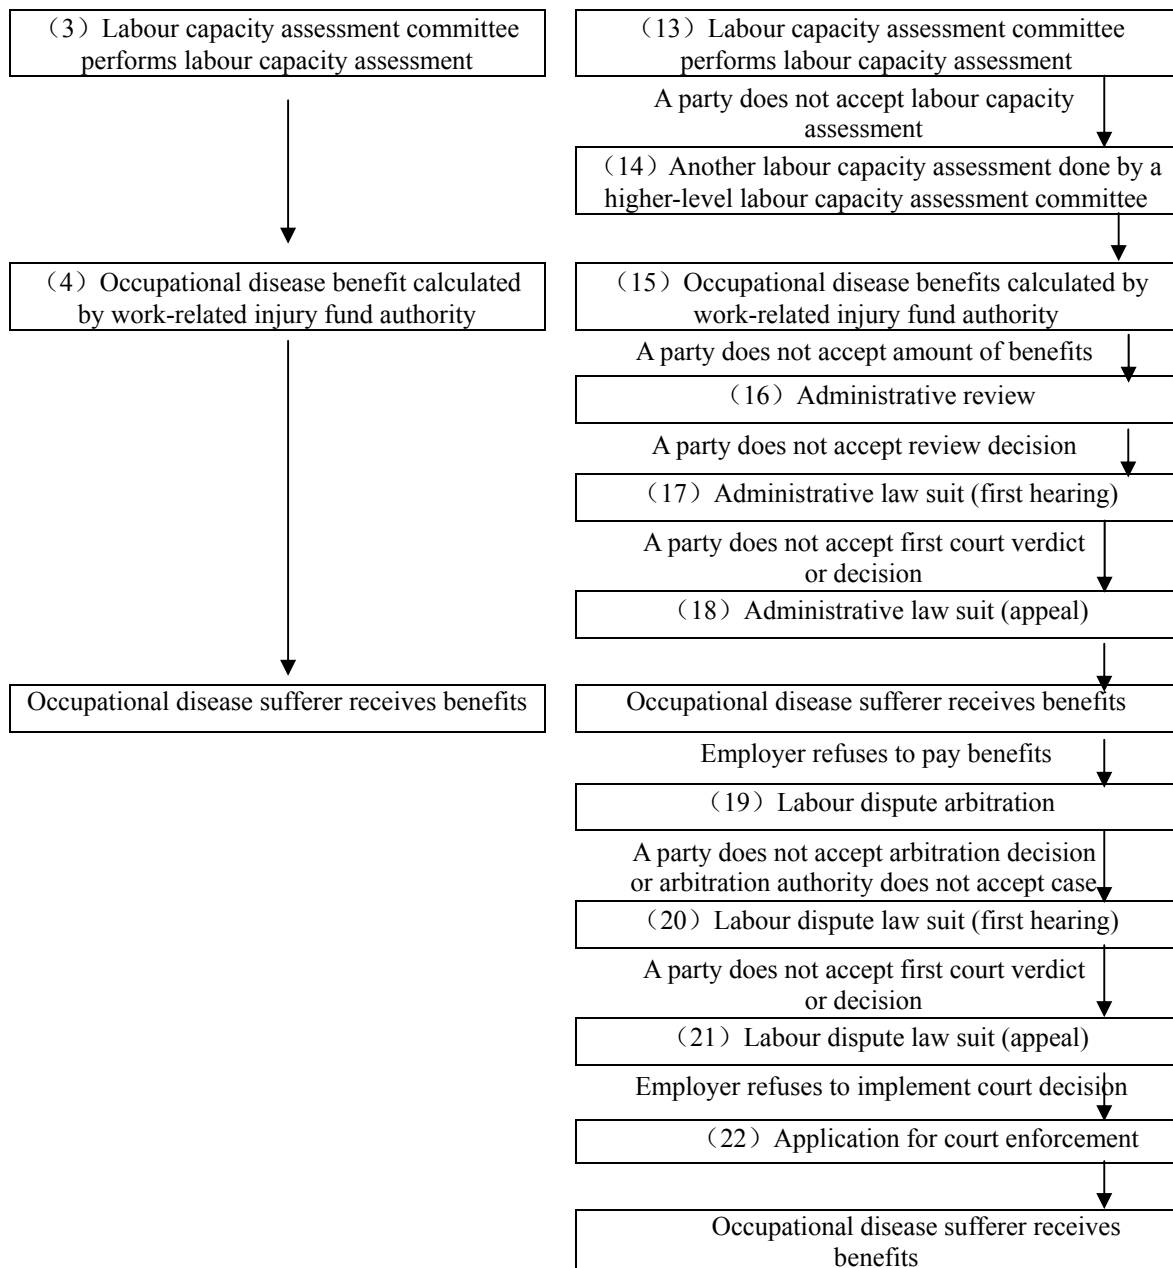 （3）Labour capacity assessment committee
performs labour capacity assessment
（4）Occupational disease benefit calculated
by work-related injury fund authority
Occupational disease sufferer receives benefits
（13）Labour capacity assessment committee
performs labour capacity assessment
A party does not accept labour capacity
assessment
（14）Another labour capacity assessment done by a
higher-level labour capacity assessment committee
（15）Occupational disease benefits calculated by
work-related injury fund authority
A party does not accept amount of benefits
（16）Administrative review
A party does not accept review decision
（17）Administrative law suit (first hearing)
A party does not accept first court verdict
or decision
（18）Administrative law suit (appeal)
Occupational disease sufferer receives benefits
Employer refuses to pay benefits
（19）Labour dispute arbitration
A party does not accept arbitration decision
or arbitration authority does not accept case
（20）Labour dispute law suit (first hearing)
A party does not accept first court verdict
or decision
（21）Labour dispute law suit (appeal)
Employer refuses to implement court decision
（22）Application for court enforcement
Occupational disease sufferer receives
benefits